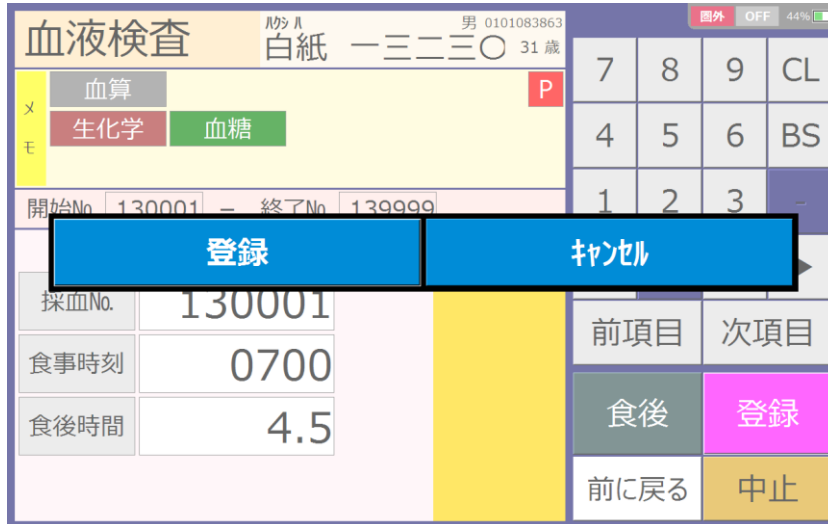 血液検査
ﾊｸｼ ﾊ
男 0101083863
白紙 一三二三〇 31 歳
圏外 OFF 44%
メモ
血算
P
生化学 血糖
開始No. 130001 － 終了No. 139999
登録 ｷｬﾝｾﾙ
採血No. 130001
食事時刻 0700
食後時間 4.5
7 8 9 CL
4 5 6 BS
1 2 3 -
▶
前項目 次項目
食後 登録
前に戻る 中止